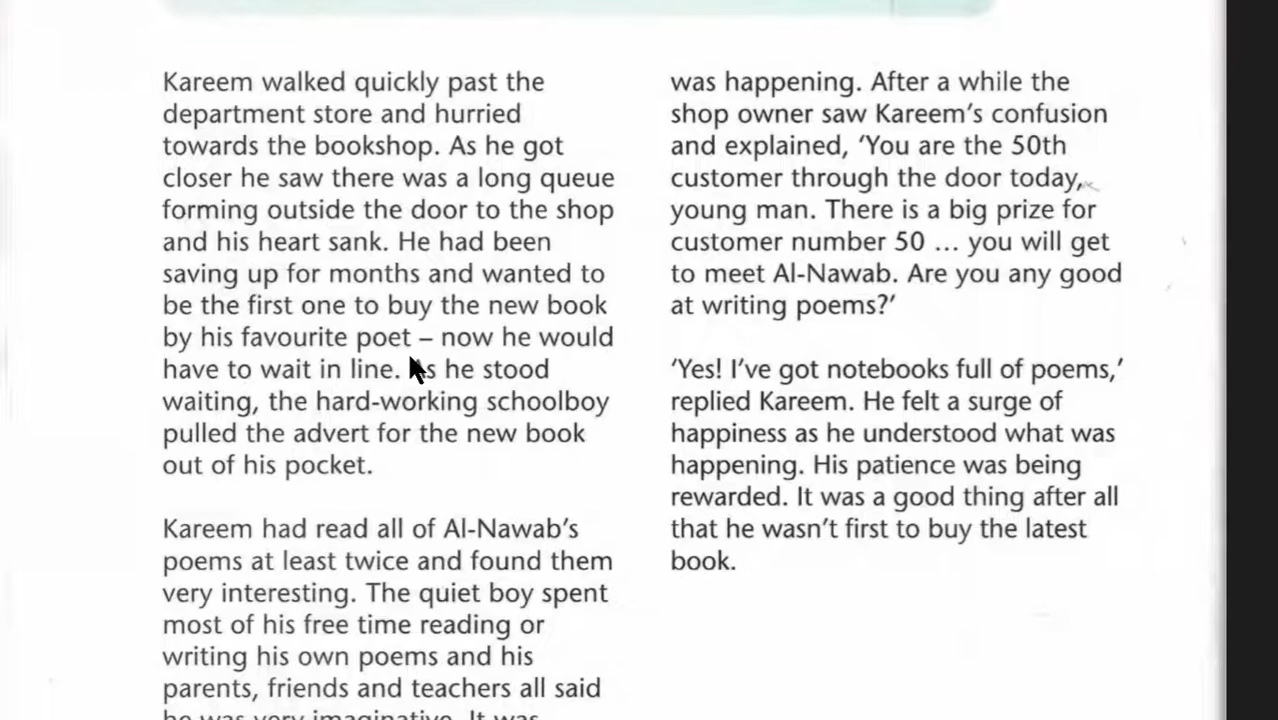 Kareem walked quickly past the
department store and hurried
towards the bookshop. As he got
closer he saw there was a long queue
forming outside the door to the shop
and his heart sank. He had been
saving up for months and wanted to
be the first one to buy the new book
by his favourite poet – now he would
have to wait in line. As he stood
waiting, the hard-working schoolboy
pulled the advert for the new book
out of his pocket.
Kareem had read all of Al-Nawab’s
poems at least twice and found them
very interesting. The quiet boy spent
most of his free time reading or
writing his own poems and his
parents, friends and teachers all said
he was very imaginative. It was
was happening. After a while the
shop owner saw Kareem’s confusion
and explained, ‘You are the 50th
customer through the door today,
young man. There is a big prize for
customer number 50 … you will get
to meet Al-Nawab. Are you any good
at writing poems?’
‘Yes! I’ve got notebooks full of poems,’
replied Kareem. He felt a surge of
happiness as he understood what was
happening. His patience was being
rewarded. It was a good thing after all
that he wasn’t first to buy the latest
book.